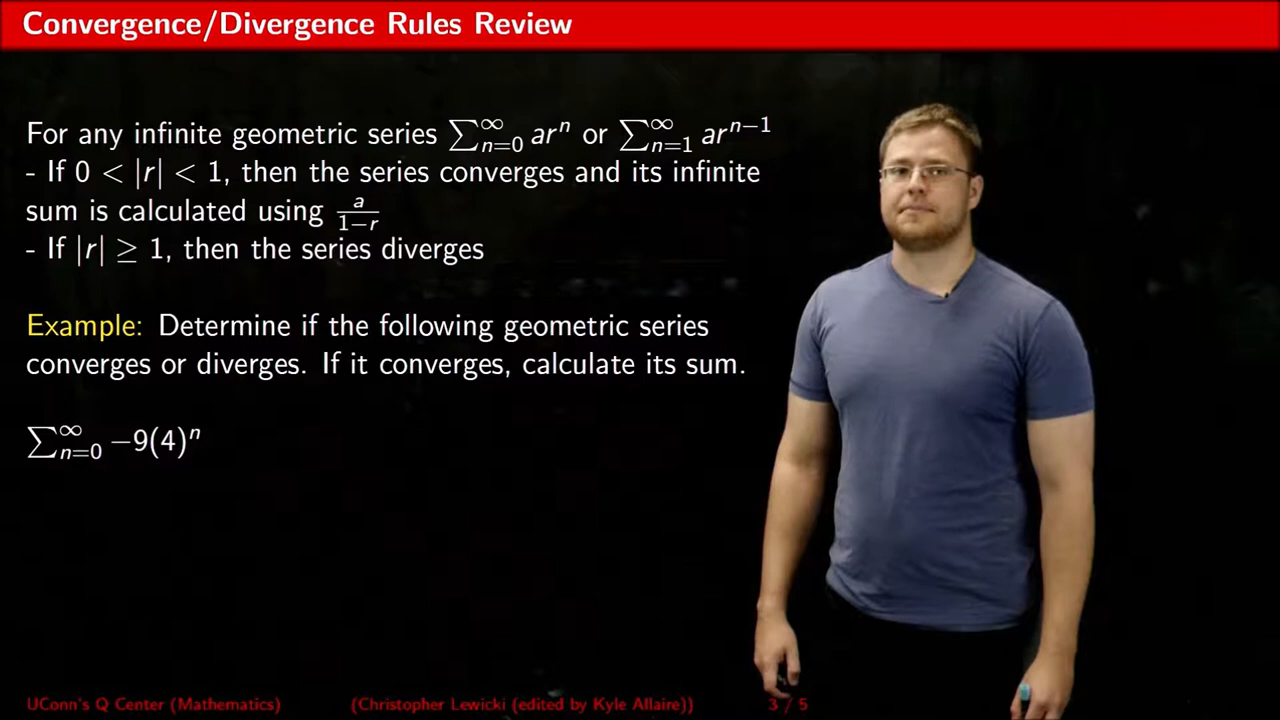 Convergence/Divergence Rules Review
For any infinite geometric series ∑_{n=0}^{∞} ar^n or ∑_{n=1}^{∞} ar^{n−1}
- If 0 < |r| < 1, then the series converges and its infinite
sum is calculated using \frac{a}{1−r}
- If |r| ≥ 1, then the series diverges
Example: Determine if the following geometric series
converges or diverges. If it converges, calculate its sum.
∑_{n=0}^{∞} −9(4)^n
UConn's Q Center (Mathematics) (Christopher Lewicki (edited by Kyle Allaire)) 3 / 5